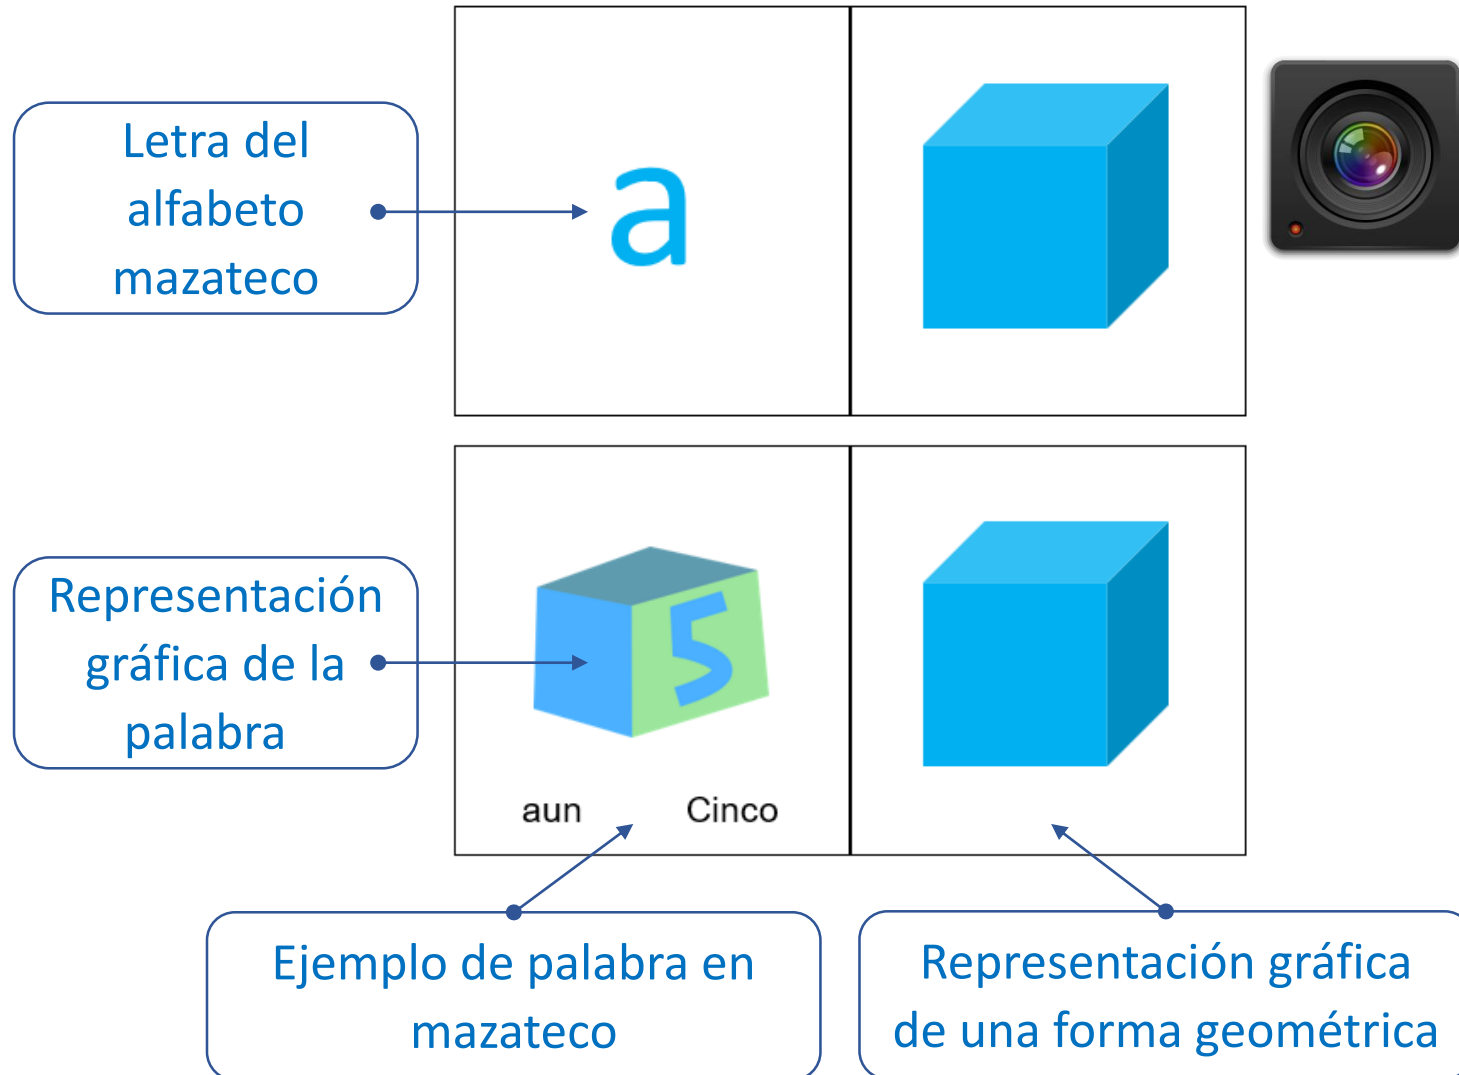 Letra del
alfabeto
mazateco
a
Representación
gráfica de la
palabra
5
aun Cinco
Ejemplo de palabra en
mazateco
Representación gráfica
de una forma geométrica